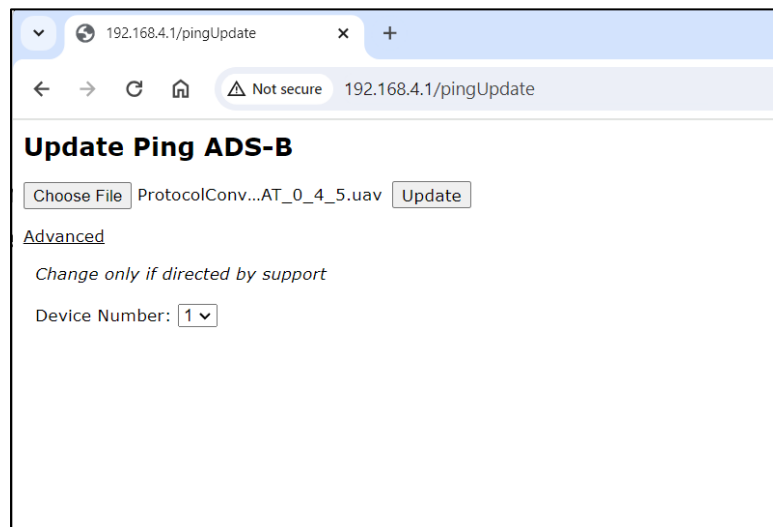 192.168.4.1/pingUpdate
Not secure 192.168.4.1/pingUpdate
Update Ping ADS-B
Choose File ProtocolConv...AT_0_4_5.uav Update
Advanced
Change only if directed by support
Device Number: 1